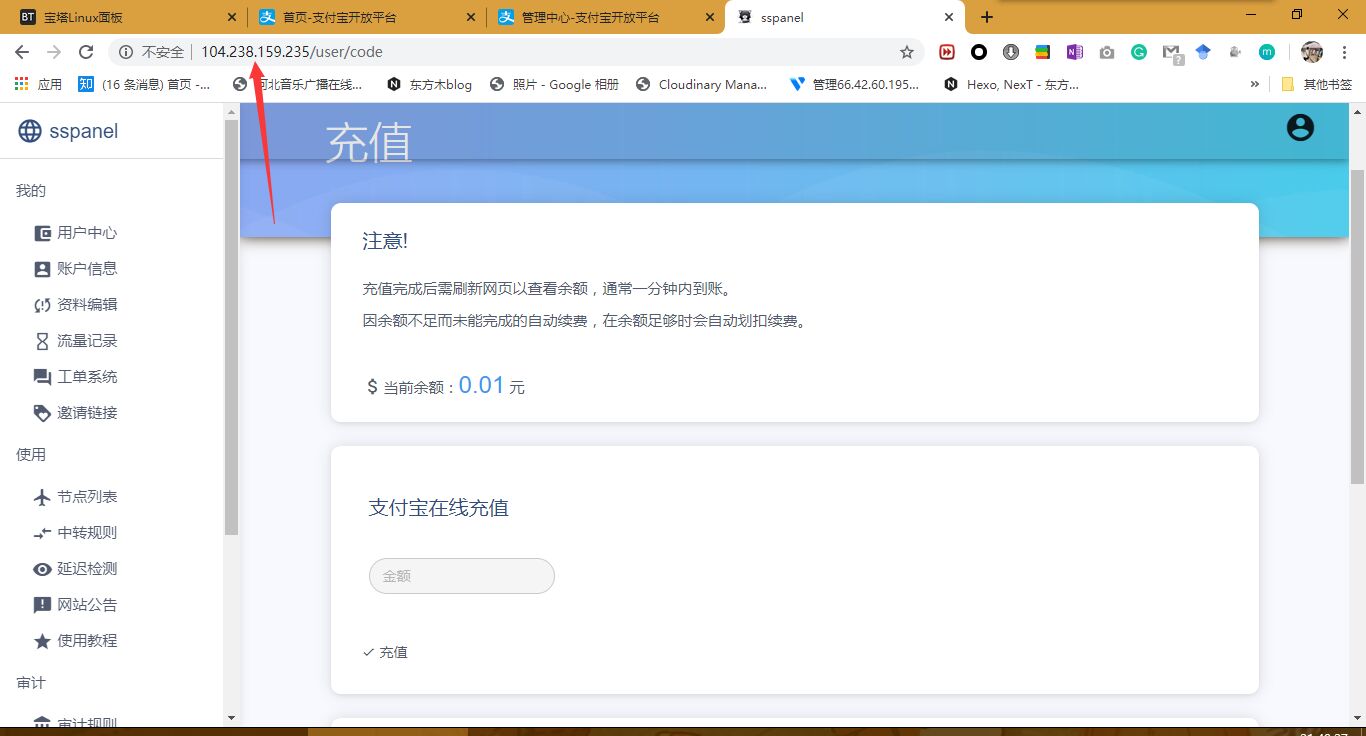 宝塔Linux面板
首页-支付宝开放平台
管理中心-支付宝开放平台
sspanel
不安全
104.238.159.235/user/code
应用
知 (16 条消息) 首页 -...
河北音乐广播在线...
东方木blog
照片 - Google 相册
Cloudinary Mana...
管理66.42.60.195...
Hexo, NexT - 东方...
»
其他书签
sspanel
充值
我的
用户中心
账户信息
资料编辑
流量记录
工单系统
邀请链接
使用
节点列表
中转规则
延迟检测
网站公告
使用教程
审计
审计规则
注意!
充值完成后需刷新网页以查看余额，通常一分钟内到账。
因余额不足而未能完成的自动续费，在余额足够时会自动划扣续费。
$ 当前余额：0.01 元
支付宝在线充值
金额
充值